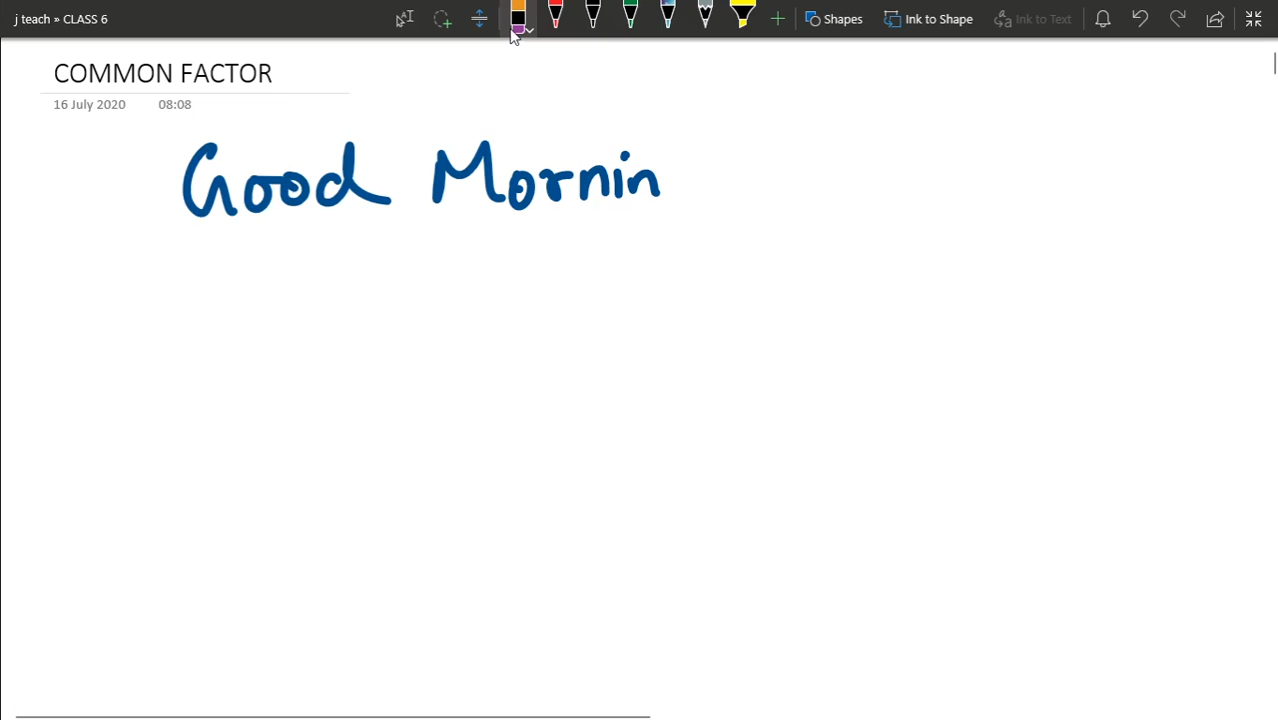 j teach » CLASS 6
Shapes
Ink to Shape
Ink to Text
COMMON FACTOR
16 July 2020 08:08
Good Mornin